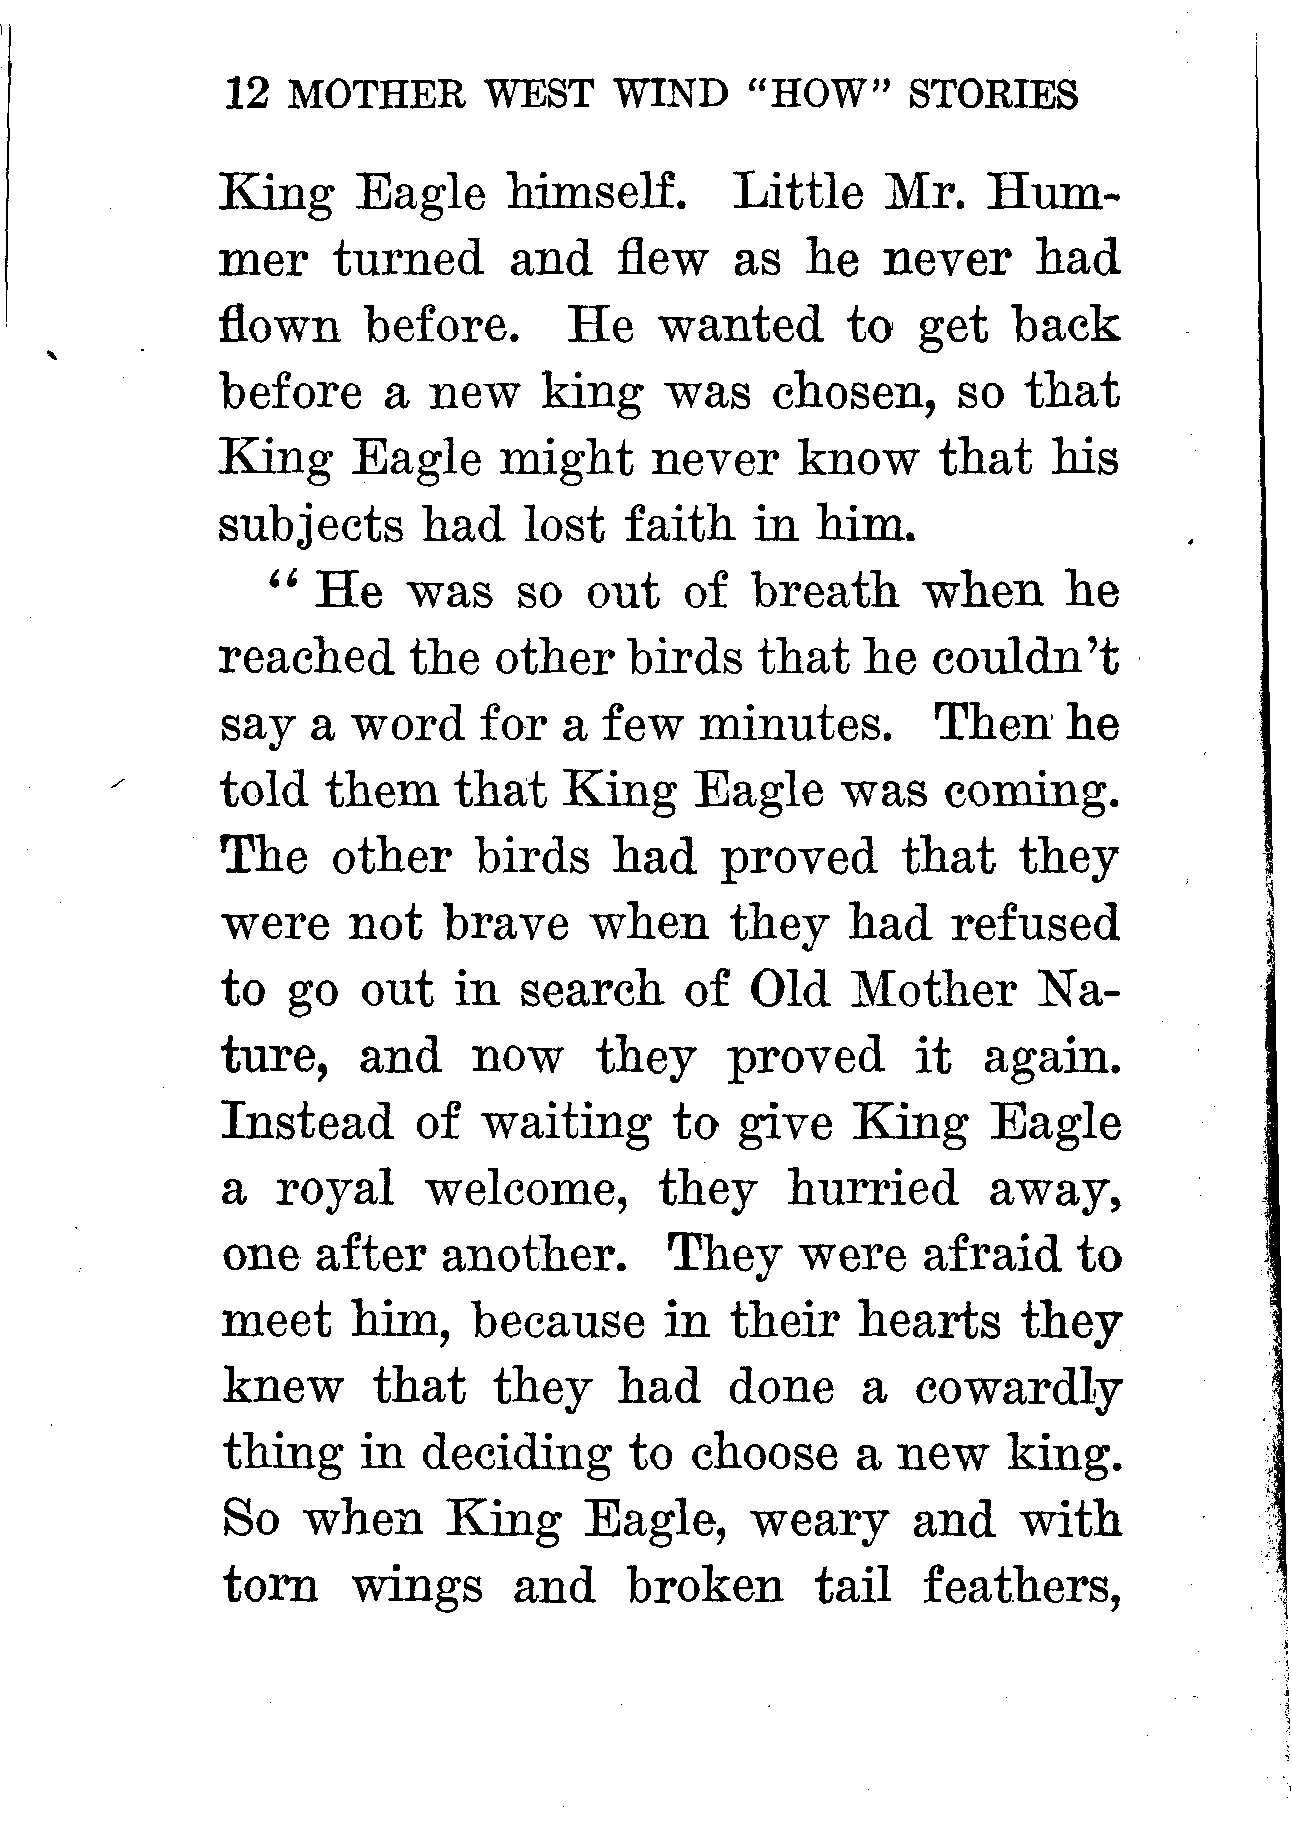 12 MOTHER WEST WIND "HOW" STORIES
King Eagle himself. Little Mr. Hum-
mer turned and flew as he never had
flown before. He wanted to get back
before a new king was chosen, so that
King Eagle might never know that his
subjects had lost faith in him.
“ He was so out of breath when he
reached the other birds that he couldn't
say a word for a few minutes. Then he
told them that King Eagle was coming.
The other birds had proved that they
were not brave when they had refused
to go out in search of Old Mother Na-
ture, and now they proved it again.
Instead of waiting to give King Eagle
a royal welcome, they hurried away,
one after another. They were afraid to
meet him, because in their hearts they
knew that they had done a cowardly
thing in deciding to choose a new king.
So when King Eagle, weary and with
torn wings and broken tail feathers,